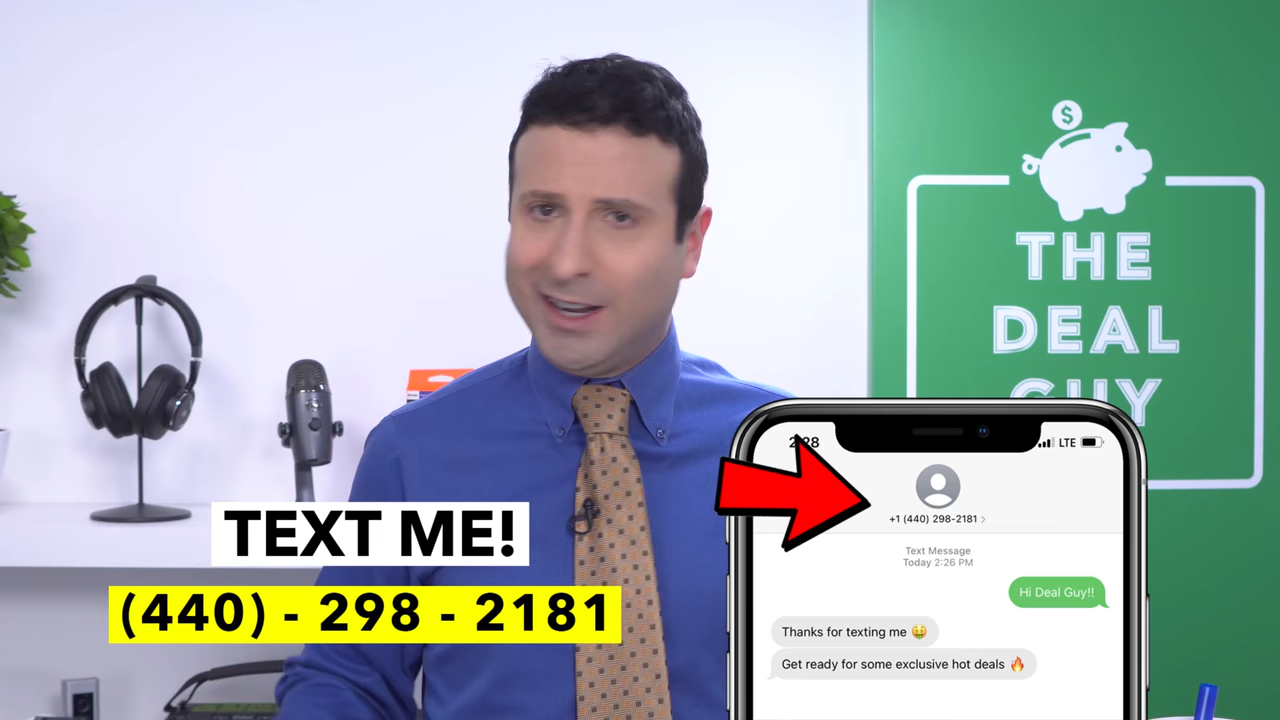 THE
DEAL
GUY
$
TEXT ME!
(440) - 298 - 2181
LTE
+1 (440) 298-2181 >
Text Message
Today 2:26 PM
Hi Deal Guy!!
Thanks for texting me 🤑
Get ready for some exclusive hot deals 🔥